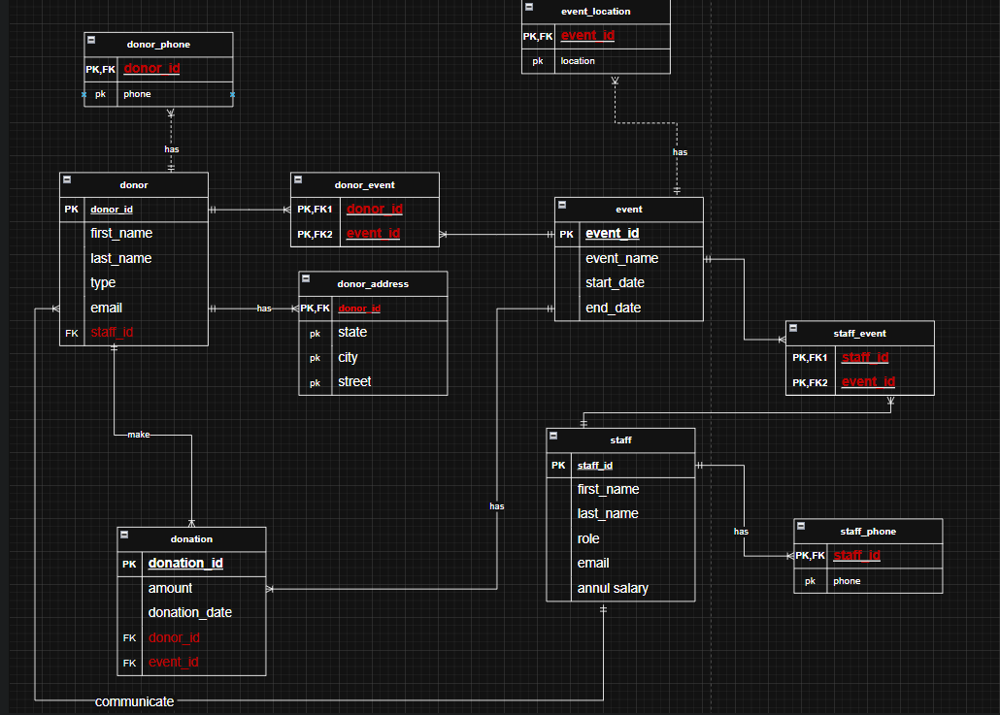 event_location
PK,FK event_id
pk location
donor_phone
PK,FK donor_id
pk phone
has
has
donor
PK donor_id
first_name
last_name
type
email
FK staff_id
donor_event
PK,FK1 donor_id
PK,FK2 event_id
event
PK event_id
event_name
start_date
end_date
donor_address
has
PK,FK donor_id
pk state
pk city
pk street
staff_event
PK,FK1 staff_id
PK,FK2 event_id
make
staff
PK staff_id
first_name
last_name
role
email
annul salary
has
has
staff_phone
PK,FK staff_id
pk phone
donation
PK donation_id
amount
donation_date
FK donor_id
FK event_id
communicate